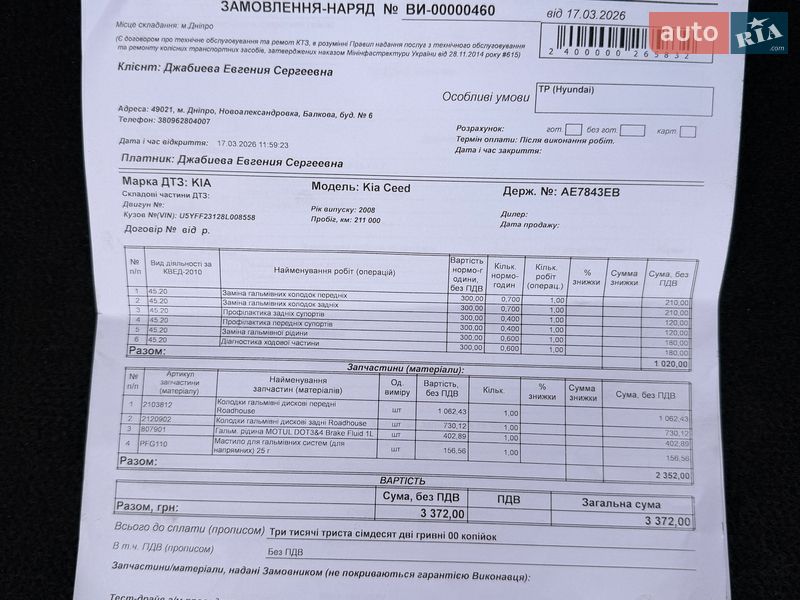 ЗАМОВЛЕННЯ-НАРЯД № ВИ-00000460 від 17.03.2026
Місце складання: м.Дніпро
(Є договором про технічне обслуговування та ремонт КТЗ, в розумінні Правил надання послуг з технічного обслуговування
та ремонту колісних транспортних засобів, затверджених наказом Мінінфрастуктури України від 28.11.2014 року №615)
auto RIA
2 400000 265832
Клієнт: Джабиева Евгения Сергеевна
Особливі умови TP (Hyundai)
Адреса: 49021, м. Дніпро, Новоалександровка, Балкова, буд. № 6
Телефон: 380962804007
Розрахунок: гот. без гот. карт.
Термін оплати: Після виконання робіт.
Дата і час закриття:
Дата і час відкриття: 17.03.2026 11:59:23
Платник: Джабиева Евгения Сергеевна
Марка ДТЗ: KIA Модель: Kia Ceed Держ. №: AE7843EB
Складові частини ДТЗ:
Двигун №: Рік випуску: 2008 Дилер:
Кузов №(VIN): U5YFF23128L008558 Пробіг, км: 211 000 Дата продажу:
Договір № від р.
№ п/п Вид діяльності за КВЕД-2010 Найменування робіт (операцій) Вартість нормо-години, без ПДВ Кільк. нормо-годин Кільк. робіт (операц.) % знижки Сумма знижки Сума, без ПДВ
1 45.20 Заміна гальмівних колодок передніх 300,00 0,700 1,00 210,00
2 45.20 Заміна гальмівних колодок задніх 300,00 0,700 1,00 210,00
3 45.20 Профілактика задніх супортів 300,00 0,400 1,00 120,00
4 45.20 Профілактика передніх супортів 300,00 0,400 1,00 120,00
5 45.20 Заміна гальмівної рідини 300,00 0,600 1,00 180,00
6 45.20 Діагностика ходової частини 300,00 0,600 1,00 180,00
Разом: 1 020,00
Запчастини (матеріали):
№ п/п Артикул запчастини (матеріалу) Найменування запчастин (матеріалів) Од. виміру Вартість, без ПДВ Кільк. % знижки Сумма знижки Сума, без ПДВ
1 2103812 Колодки гальмівні дискові передні Roadhouse шт 1 062,43 1,00 1 062,43
2 2120902 Колодки гальмівні дискові задні Roadhouse шт 730,12 1,00 730,12
3 807901 Гальм. рідина MOTUL DOT3&4 Brake Fluid 1L шт 402,89 1,00 402,89
4 PFG110 Мастило для гальмівних систем (для напрямних) 25 г шт 156,56 1,00 156,56
Разом: 2 352,00
ВАРТІСТЬ
Сума, без ПДВ ПДВ Загальна сума
Разом, грн: 3 372,00 3 372,00
Всього до сплати (прописом) Три тисячі триста сімдесят дві гривні 00 копійок
В т.ч. ПДВ (прописом) Без ПДВ
Запчастини/матеріали, надані Замовником (не покриваються гарантією Виконавця):